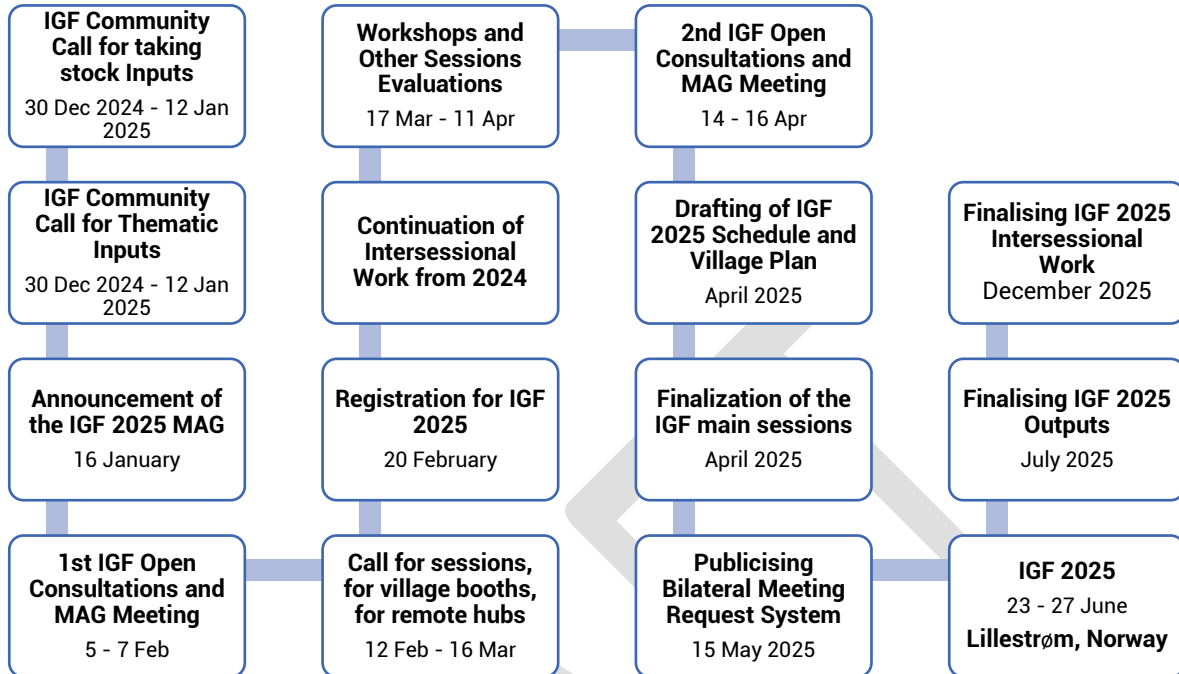 IGF Community
Call for taking
stock Inputs
30 Dec 2024 - 12 Jan
2025
IGF Community
Call for Thematic
Inputs
30 Dec 2024 - 12 Jan
2025
Announcement of
the IGF 2025 MAG
16 January
1st IGF Open
Consultations and
MAG Meeting
5 - 7 Feb
Call for sessions,
for village booths,
for remote hubs
12 Feb - 16 Mar
Registration for IGF
2025
20 February
Continuation of
Intersessional
Work from 2024
Workshops and
Other Sessions
Evaluations
17 Mar - 11 Apr
2nd IGF Open
Consultations and
MAG Meeting
14 - 16 Apr
Drafting of IGF
2025 Schedule and
Village Plan
April 2025
Finalization of the
IGF main sessions
April 2025
Publicising
Bilateral Meeting
Request System
15 May 2025
IGF 2025
23 - 27 June
Lillestrøm, Norway
Finalising IGF 2025
Outputs
July 2025
Finalising IGF 2025
Intersessional
Work
December 2025